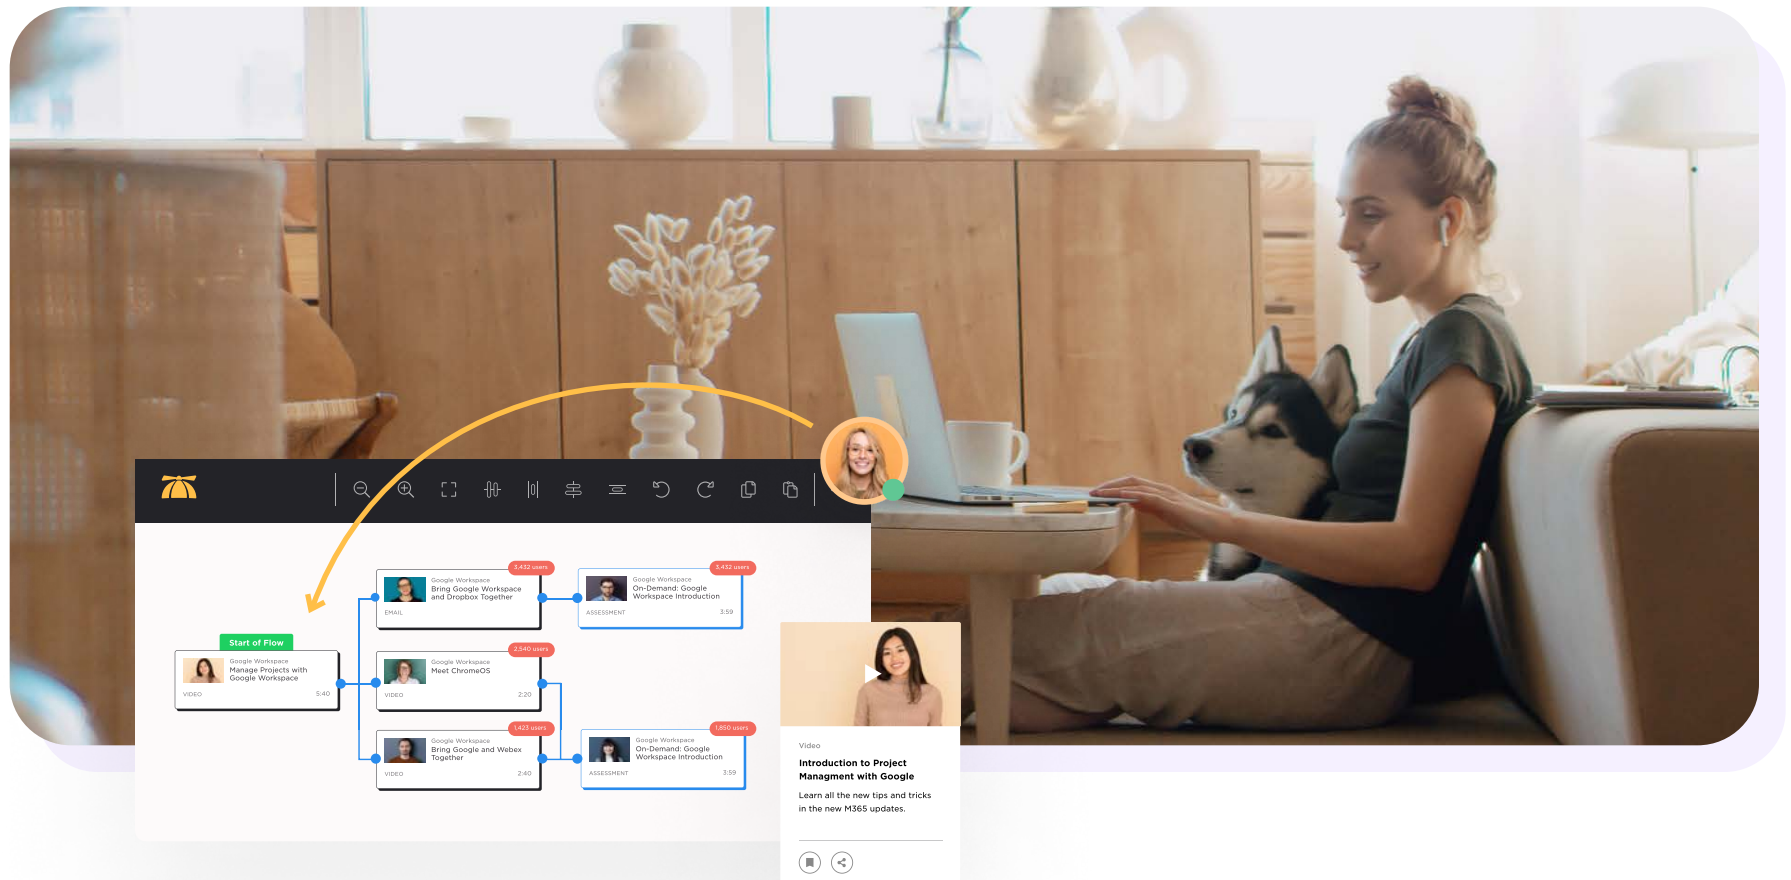 Start of Flow
Google Workspace
Manage Projects with
Google Workspace
VIDEO
5:40
3,432 users
Google Workspace
Bring Google Workspace
and Dropbox Together
EMAIL
3,432 users
Google Workspace
On-Demand: Google
Workspace Introduction
ASSESSMENT
3:59
2,540 users
Google Workspace
Meet ChromeOS
VIDEO
2:20
1,423 users
Google Workspace
Bring Google and Webex
Together
VIDEO
2:40
1,850 users
Google Workspace
On-Demand: Google
Workspace Introduction
ASSESSMENT
3:59
Video
Introduction to Project
Managment with Google
Learn all the new tips and tricks
in the new M365 updates.